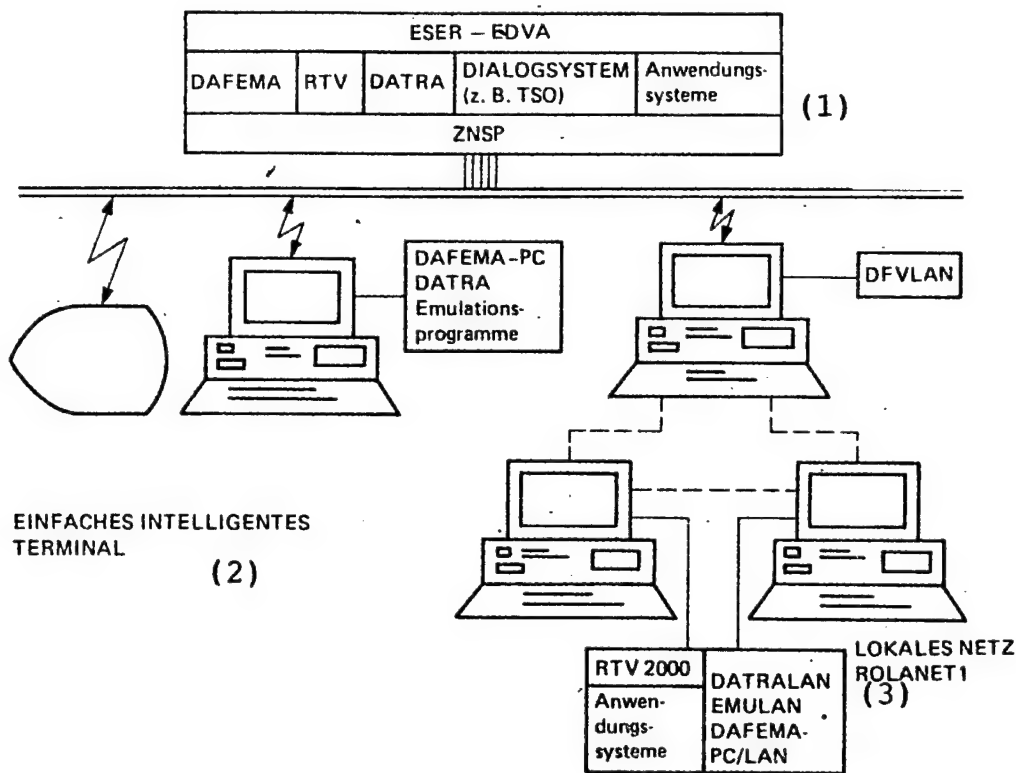 ESER – EDVA
DAFEMA
RTV
DATRA
DIALOGSYSTEM
(z. B. TSO)
Anwendungs-
systeme
(1)
ZNSP
DAFEMA-PC
DATRA
Emulations-
programme
DFVLAN
EINFACHES INTELLIGENTES
TERMINAL
(2)
LOKALES NETZ
ROLANET1
(3)
RTV 2000
Anwen-
dungs-
systeme
DATRALAN
EMULAN
DAFEMA-
PC/LAN